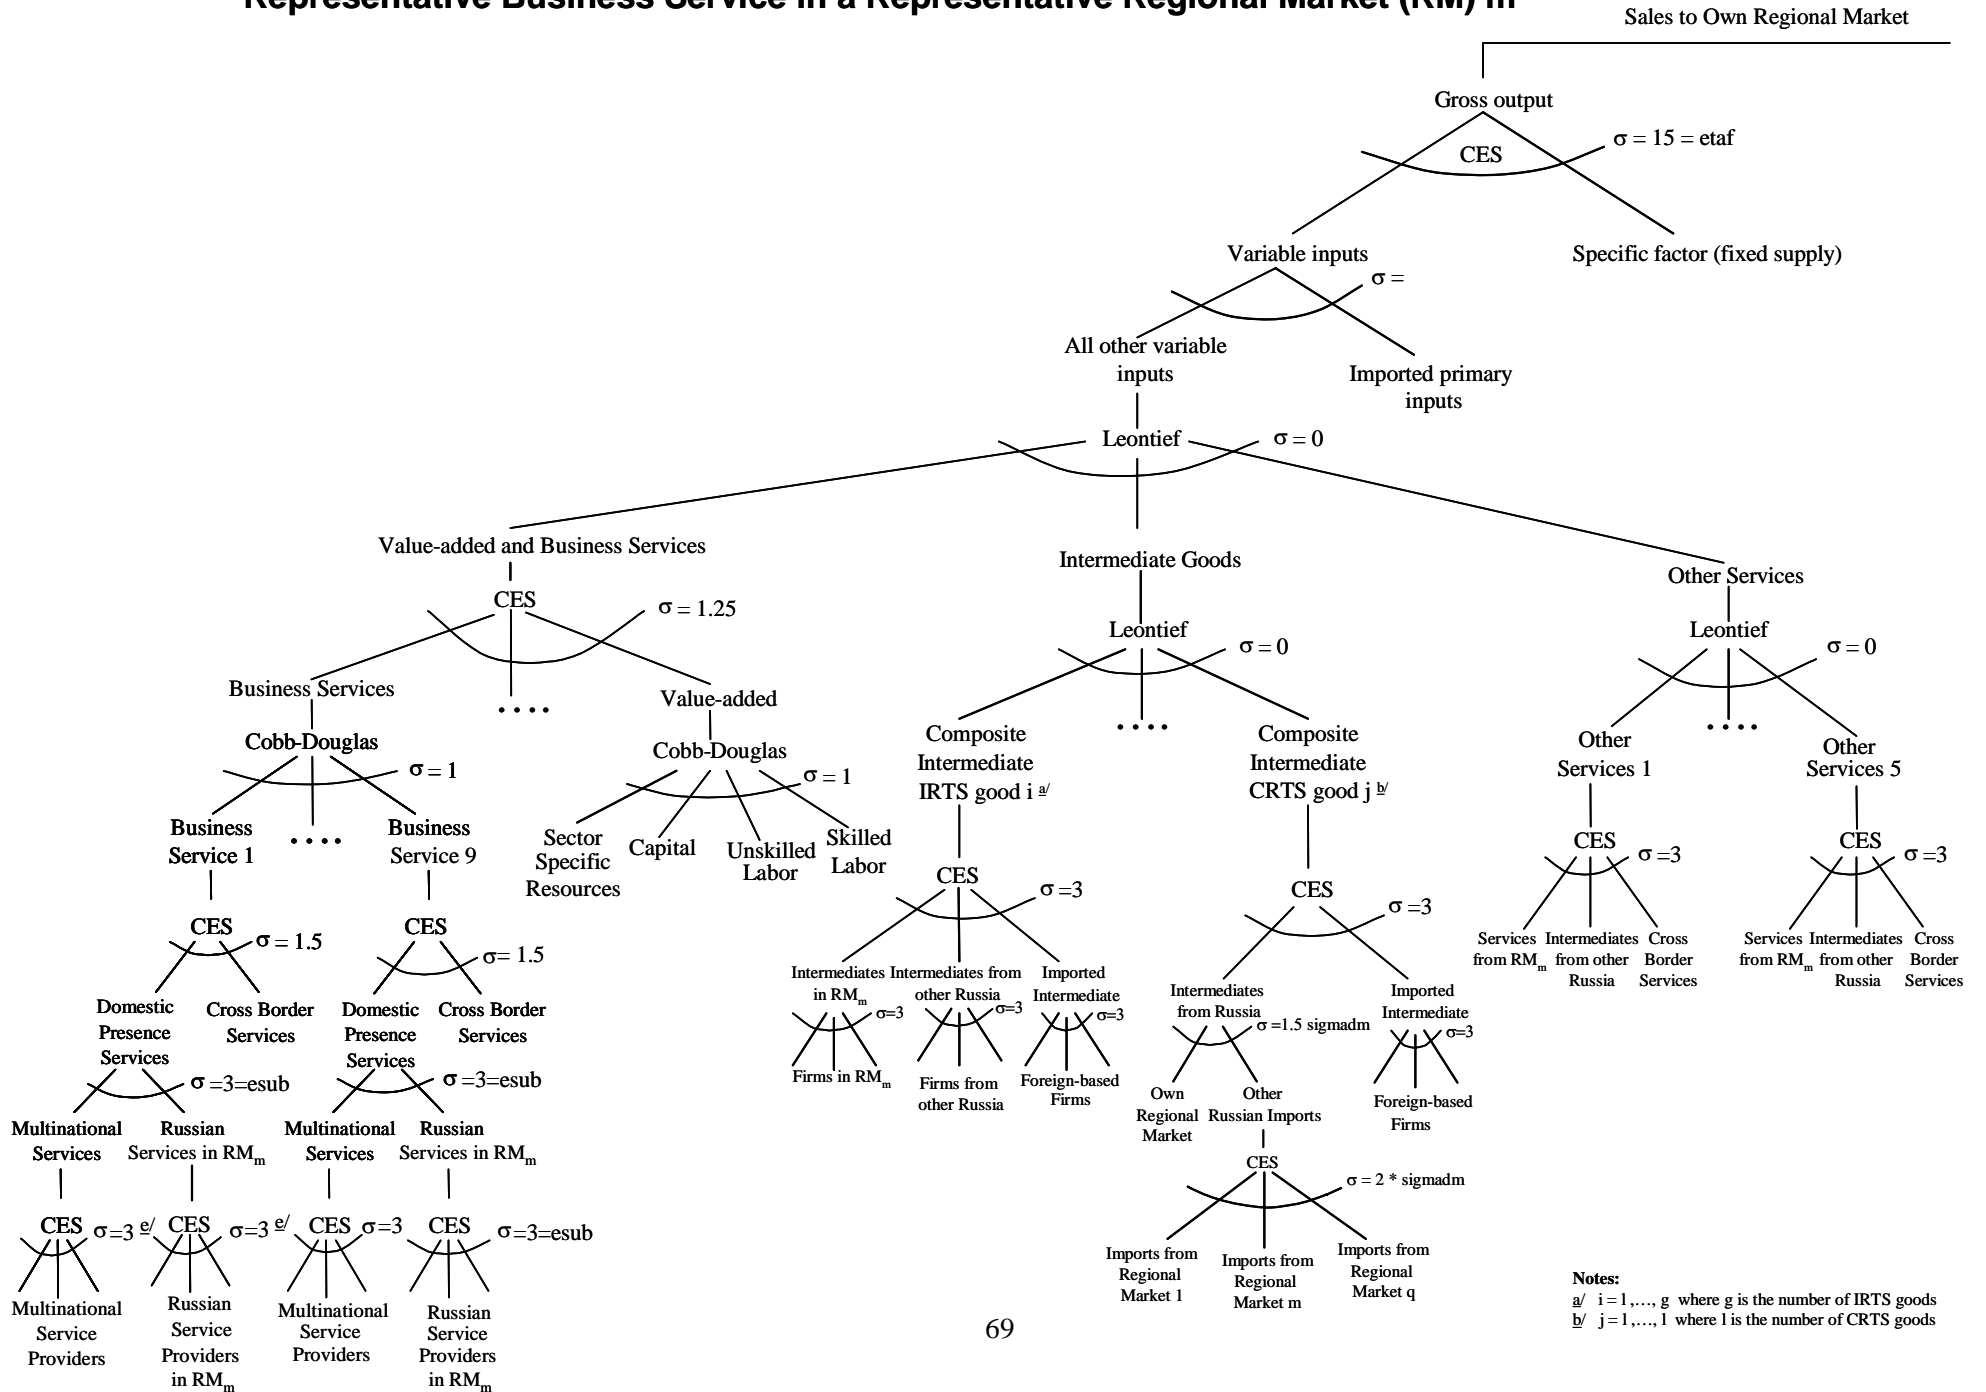 Representative Business Service in a Representative Regional Market (RM) m
Sales to Own Regional Market
Gross output
σ = 15 = etaf
CES
Variable inputs
Specific factor (fixed supply)
σ =
All other variable
inputs
Imported primary
inputs
Leontief
σ = 0
Value-added and Business Services
Intermediate Goods
Other Services
CES
σ = 1.25
Leontief
σ = 0
Leontief
σ = 0
Business Services
....
Value-added
Cobb-Douglas
σ = 1
Cobb-Douglas
σ = 1
Composite
Intermediate
IRTS good i a/
....
Composite
Intermediate
CRTS good j b/
Other
Services 1
....
Other
Services 5
Business
Service 1
....
Business
Service 9
Sector
Specific
Resources
Capital
Unskilled
Labor
Skilled
Labor
CES
σ =3
CES
σ =3
CES
σ =3
CES
σ =3
CES
σ = 1.5
CES
σ= 1.5
Services
from RMm
Intermediates
from other
Russia
Cross
Border
Services
Services
from RMm
Intermediates
from other
Russia
Cross
Border
Services
Intermediates
in RMm
σ=3
Intermediates from
other Russia
σ=3
Imported
Intermediate
σ=3
Intermediates
from Russia
σ =1.5 sigmadm
Imported
Intermediate
σ=3
Domestic
Presence
Services
Cross Border
Services
Domestic
Presence
Services
Cross Border
Services
σ =3=esub
σ =3=esub
Firms in RMm
Firms from
other Russia
Foreign-based
Firms
Own
Regional
Market
Other
Russian Imports
Foreign-based
Firms
Multinational
Services
Russian
Services in RMm
Multinational
Services
Russian
Services in RMm
CES
σ = 2 * sigmadm
CES
σ=3 e/
CES
σ=3 e/
CES
σ=3
CES
σ=3=esub
Imports from
Regional
Market 1
Imports from
Regional
Market m
Imports from
Regional
Market q
Multinational
Service
Providers
Russian
Service
Providers
in RMm
Multinational
Service
Providers
Russian
Service
Providers
in RMm
69
Notes:
a/ i = 1,…, g where g is the number of IRTS goods
b/ j = 1,…, l where l is the number of CRTS goods